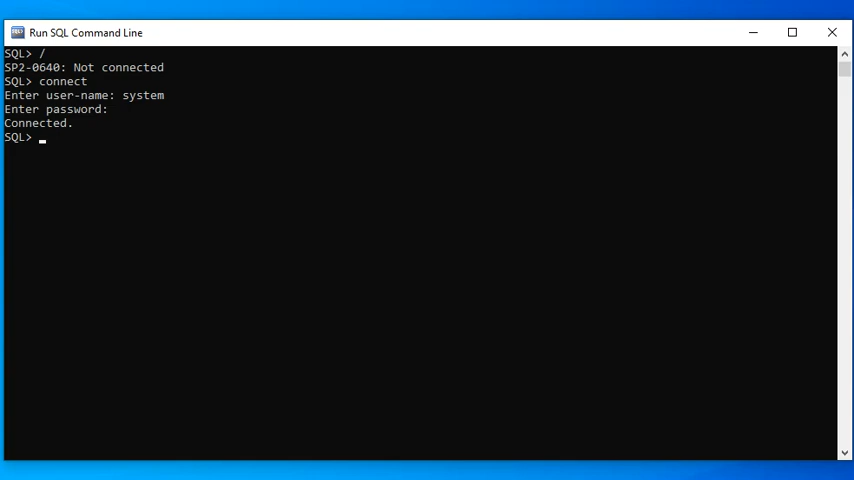 Run SQL Command Line
SQL> /
SP2-0640: Not connected
SQL> connect
Enter user-name: system
Enter password:
Connected.
SQL>